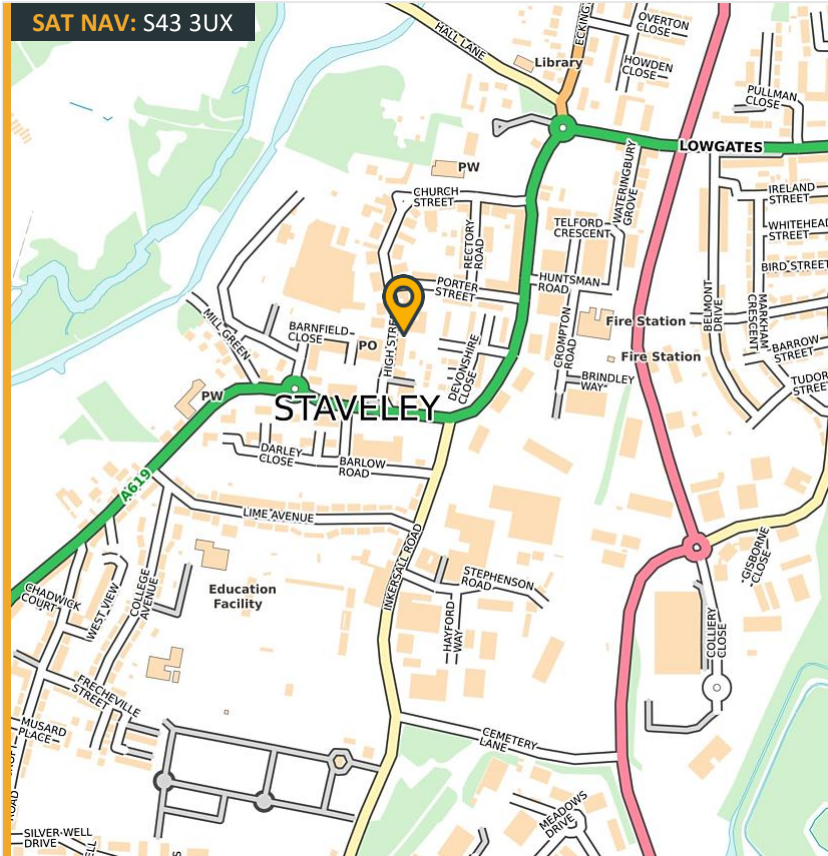 SAT NAV: S43 3UX
HALL LANE
ECKING
OVERTON
CLOSE
Library
HOWDEN
CLOSE
PULLMAN
CLOSE
LOWGATES
PW
CHURCH
STREET
WATERINGBURY
GROVE
IRELAND
STREET
TELFORD
CRESCENT
RECTORY
ROAD
WHITEHEAD
STREET
BIRD STREET
HUNTSMAN
ROAD
PORTER
STREET
BELMONT
DRIVE
MARKHAM
CRESCENT
Fire Station
MILL GREEN
BARNFIELD
CLOSE
PO
HIGH STREE
DEVONSHIRE
CLOSE
CROMPTON
ROAD
Fire Station
BARROW
STREET
BRINDLEY
WAY
TUDOR
STREE
PW
STAVELEY
DARLEY
CLOSE
BARLOW
ROAD
A619
LIME AVENUE
INKERSALL ROAD
GISBORNE
CLOSE
STEPHENSON
ROAD
Education
Facility
CHADWICK
COURT
WEST VIEW
COLLEGE
AVENUE
HAYFORD
WAY
COLLIERY
CLOSE
FRECHEVILLE
STREET
MUSARD
PLACE
CEMETERY
LANE
ROAD
MEADOWS
DRIVE
SILVER WELL
DRIVE